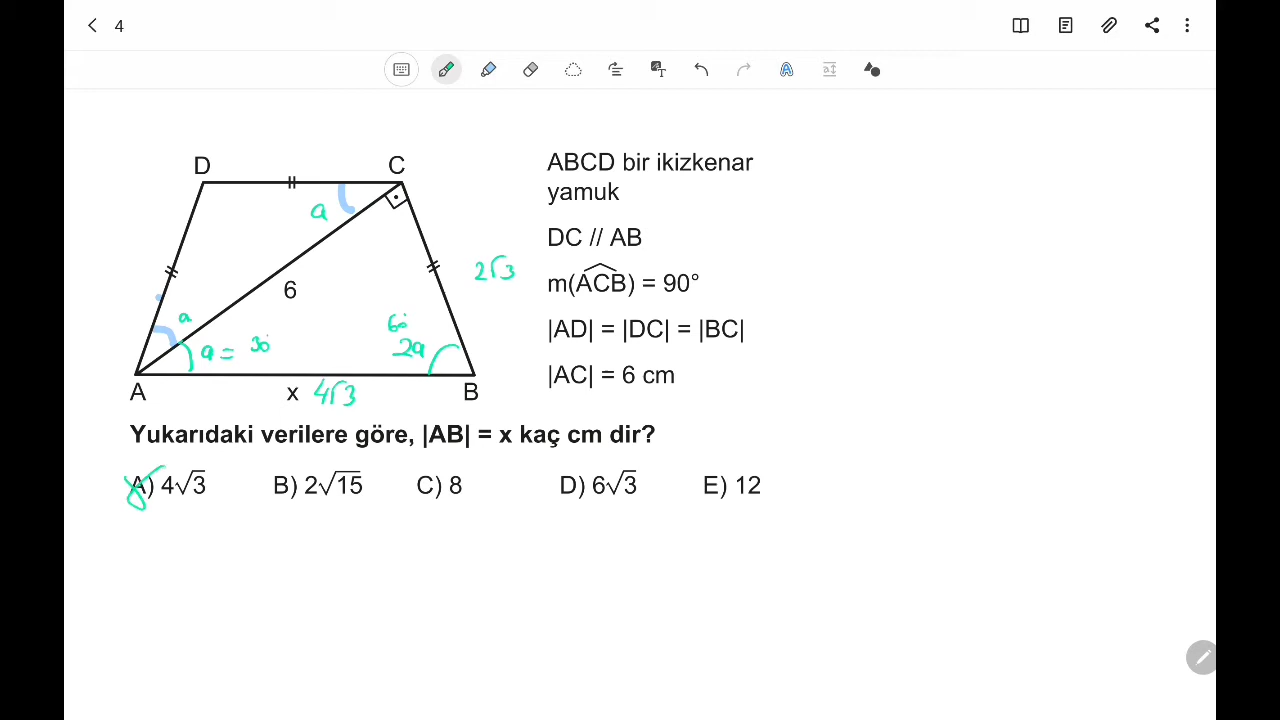 4
D C
a
6
a
a = 30°
60°
2a
2√3
A x 4√3 B
ABCD bir ikizkenar
yamuk
DC // AB
m(ACB) = 90°
|AD| = |DC| = |BC|
|AC| = 6 cm
Yukarıdaki verilere göre, |AB| = x kaç cm dir?
A) 4√3 B) 2√15 C) 8 D) 6√3 E) 12